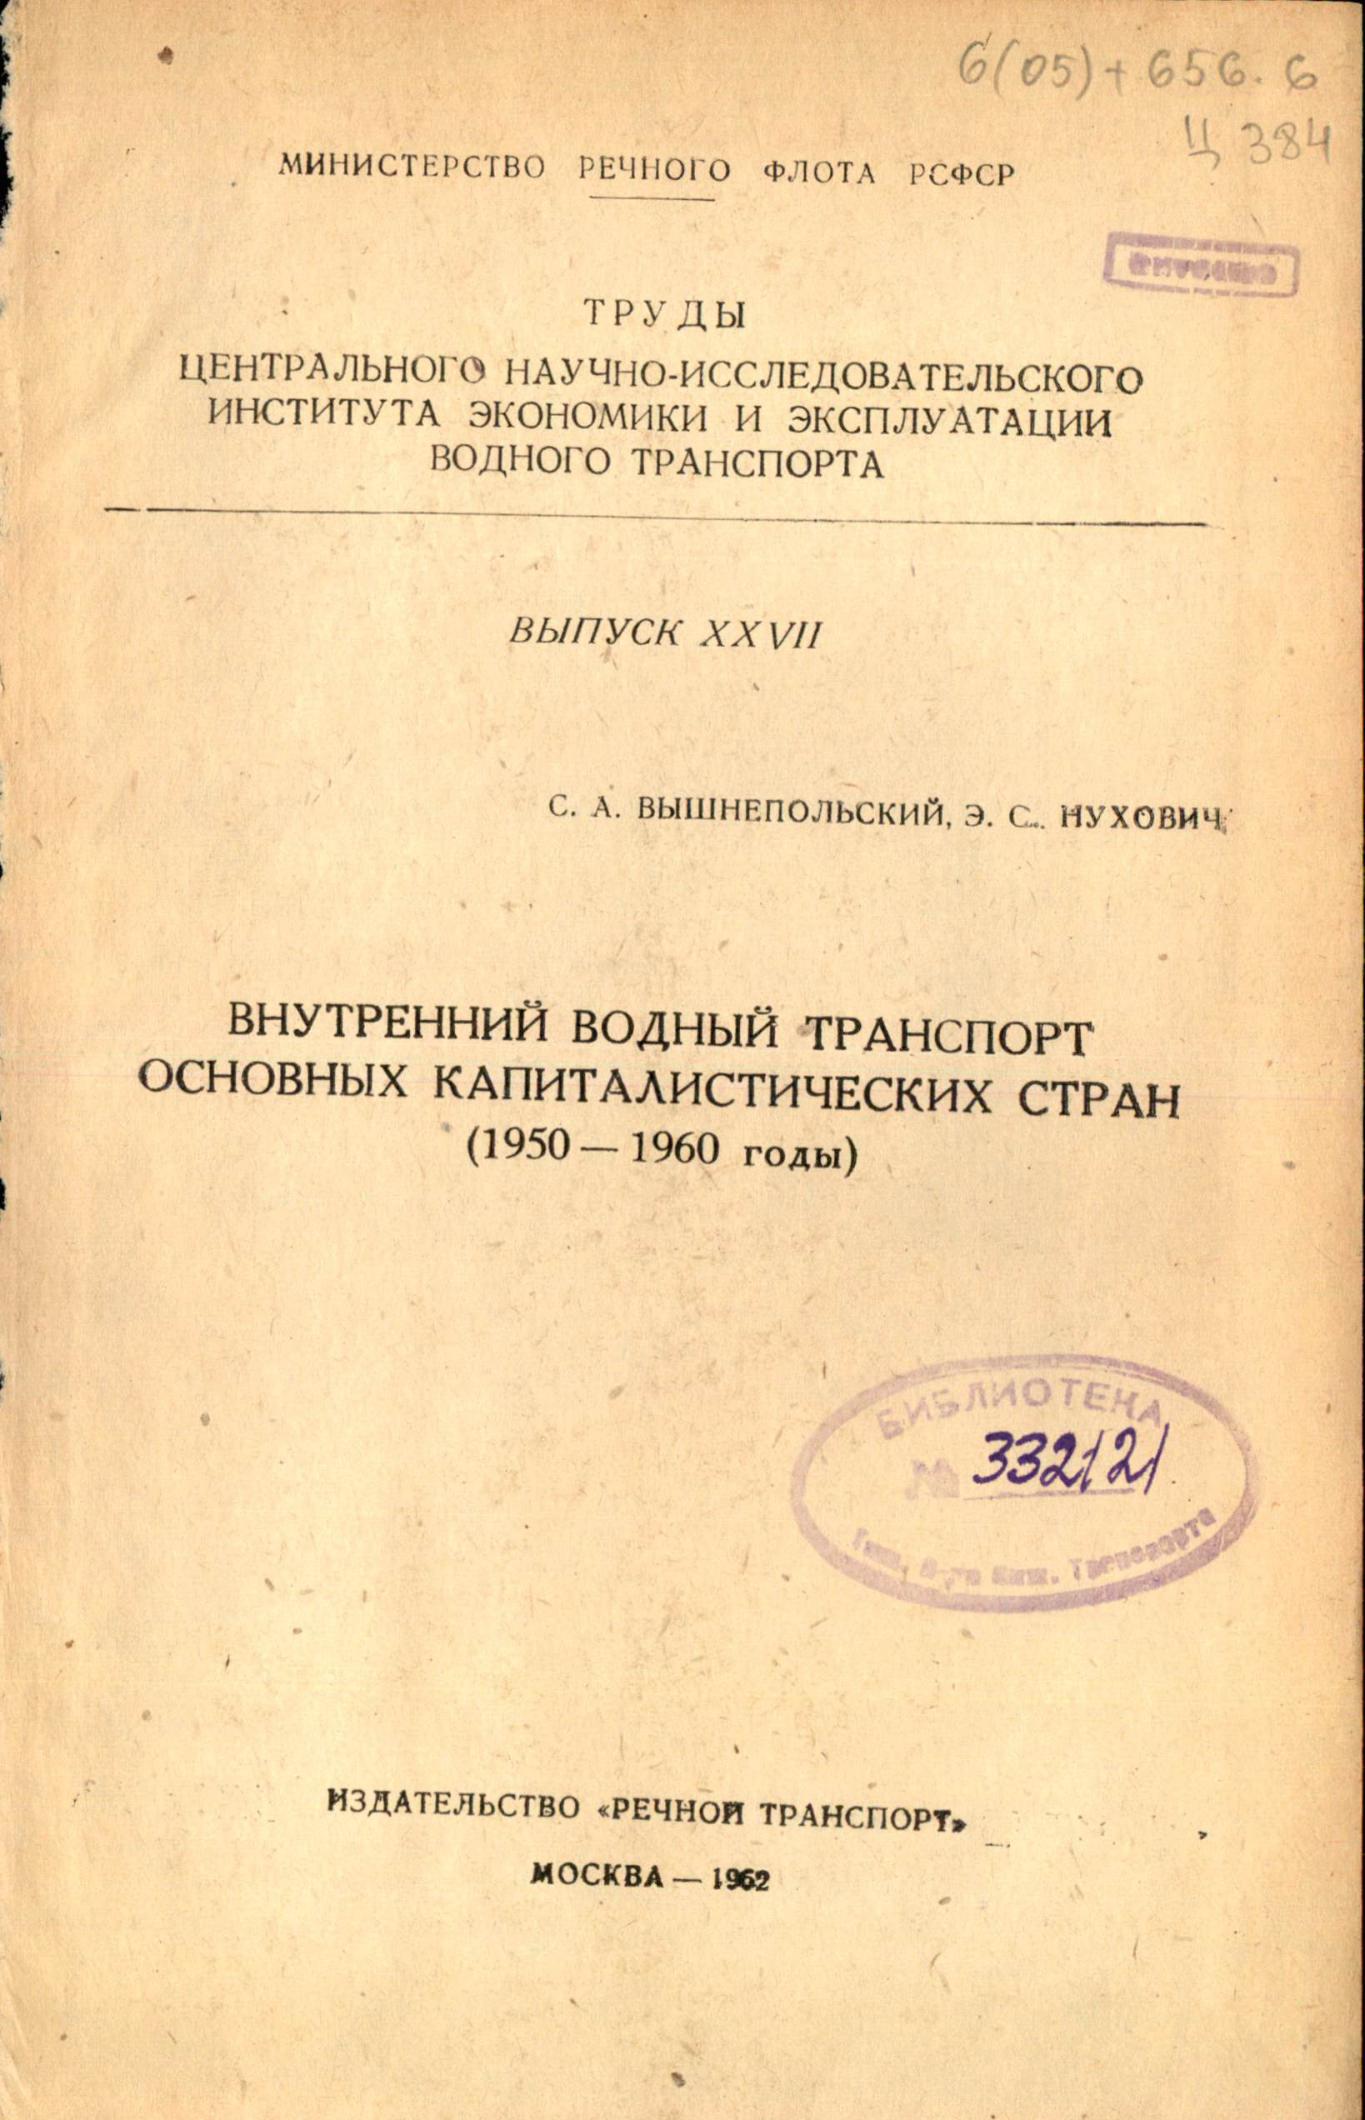 6(05)+656.6
Ц 384
МИНИСТЕРСТВО РЕЧНОГО ФЛОТА РСФСР
ТРУДЫ
ЦЕНТРАЛЬНОГО НАУЧНО-ИССЛЕДОВАТЕЛЬСКОГО
ИНСТИТУТА ЭКОНОМИКИ И ЭКСПЛУАТАЦИИ
ВОДНОГО ТРАНСПОРТА
ВЫПУСК XXVII
С. А. ВЫШНЕПОЛЬСКИЙ, Э. С. НУХОВИЧ
ВНУТРЕННИЙ ВОДНЫЙ ТРАНСПОРТ
ОСНОВНЫХ КАПИТАЛИСТИЧЕСКИХ СТРАН
(1950 — 1960 годы)
БИБЛИОТЕКА
№ 332121
ИЗДАТЕЛЬСТВО «РЕЧНОЙ ТРАНСПОРТ»
МОСКВА — 1962